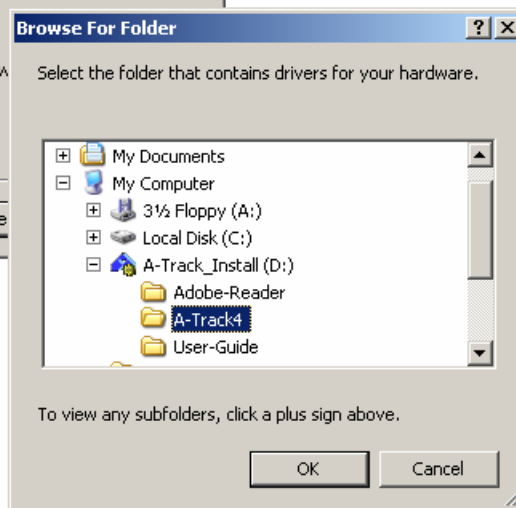 Browse For Folder
Select the folder that contains drivers for your hardware.
My Documents
My Computer
3½ Floppy (A:)
Local Disk (C:)
A-Track_Install (D:)
Adobe-Reader
A-Track4
User-Guide
To view any subfolders, click a plus sign above.
OK Cancel